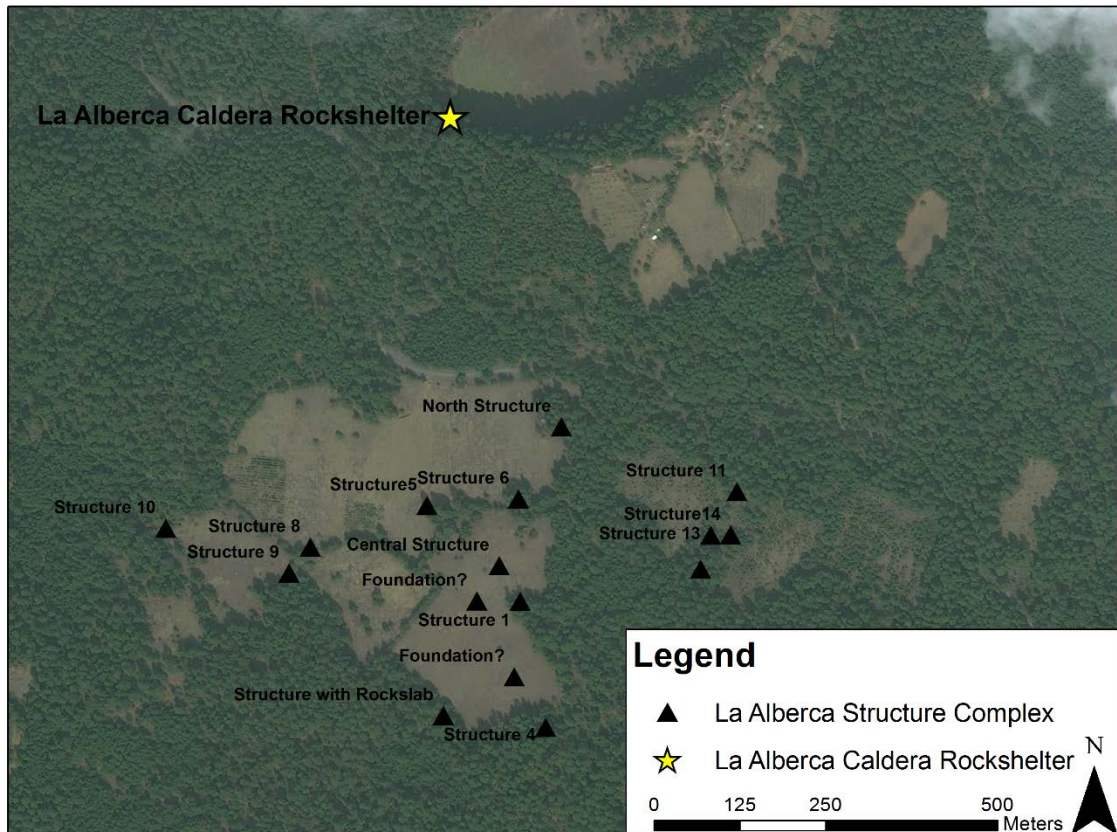 La Alberca Caldera Rockshelter
North Structure
Structure 11
Structure5
Structure 6
Structure 10
Structure14
Structure 8
Structure 13
Central Structure
Structure 9
Foundation?
Structure 1
Foundation?
Structure with Rockslab
Structure 4
Legend
La Alberca Structure Complex
La Alberca Caldera Rockshelter
N
0 125 250 500
Meters